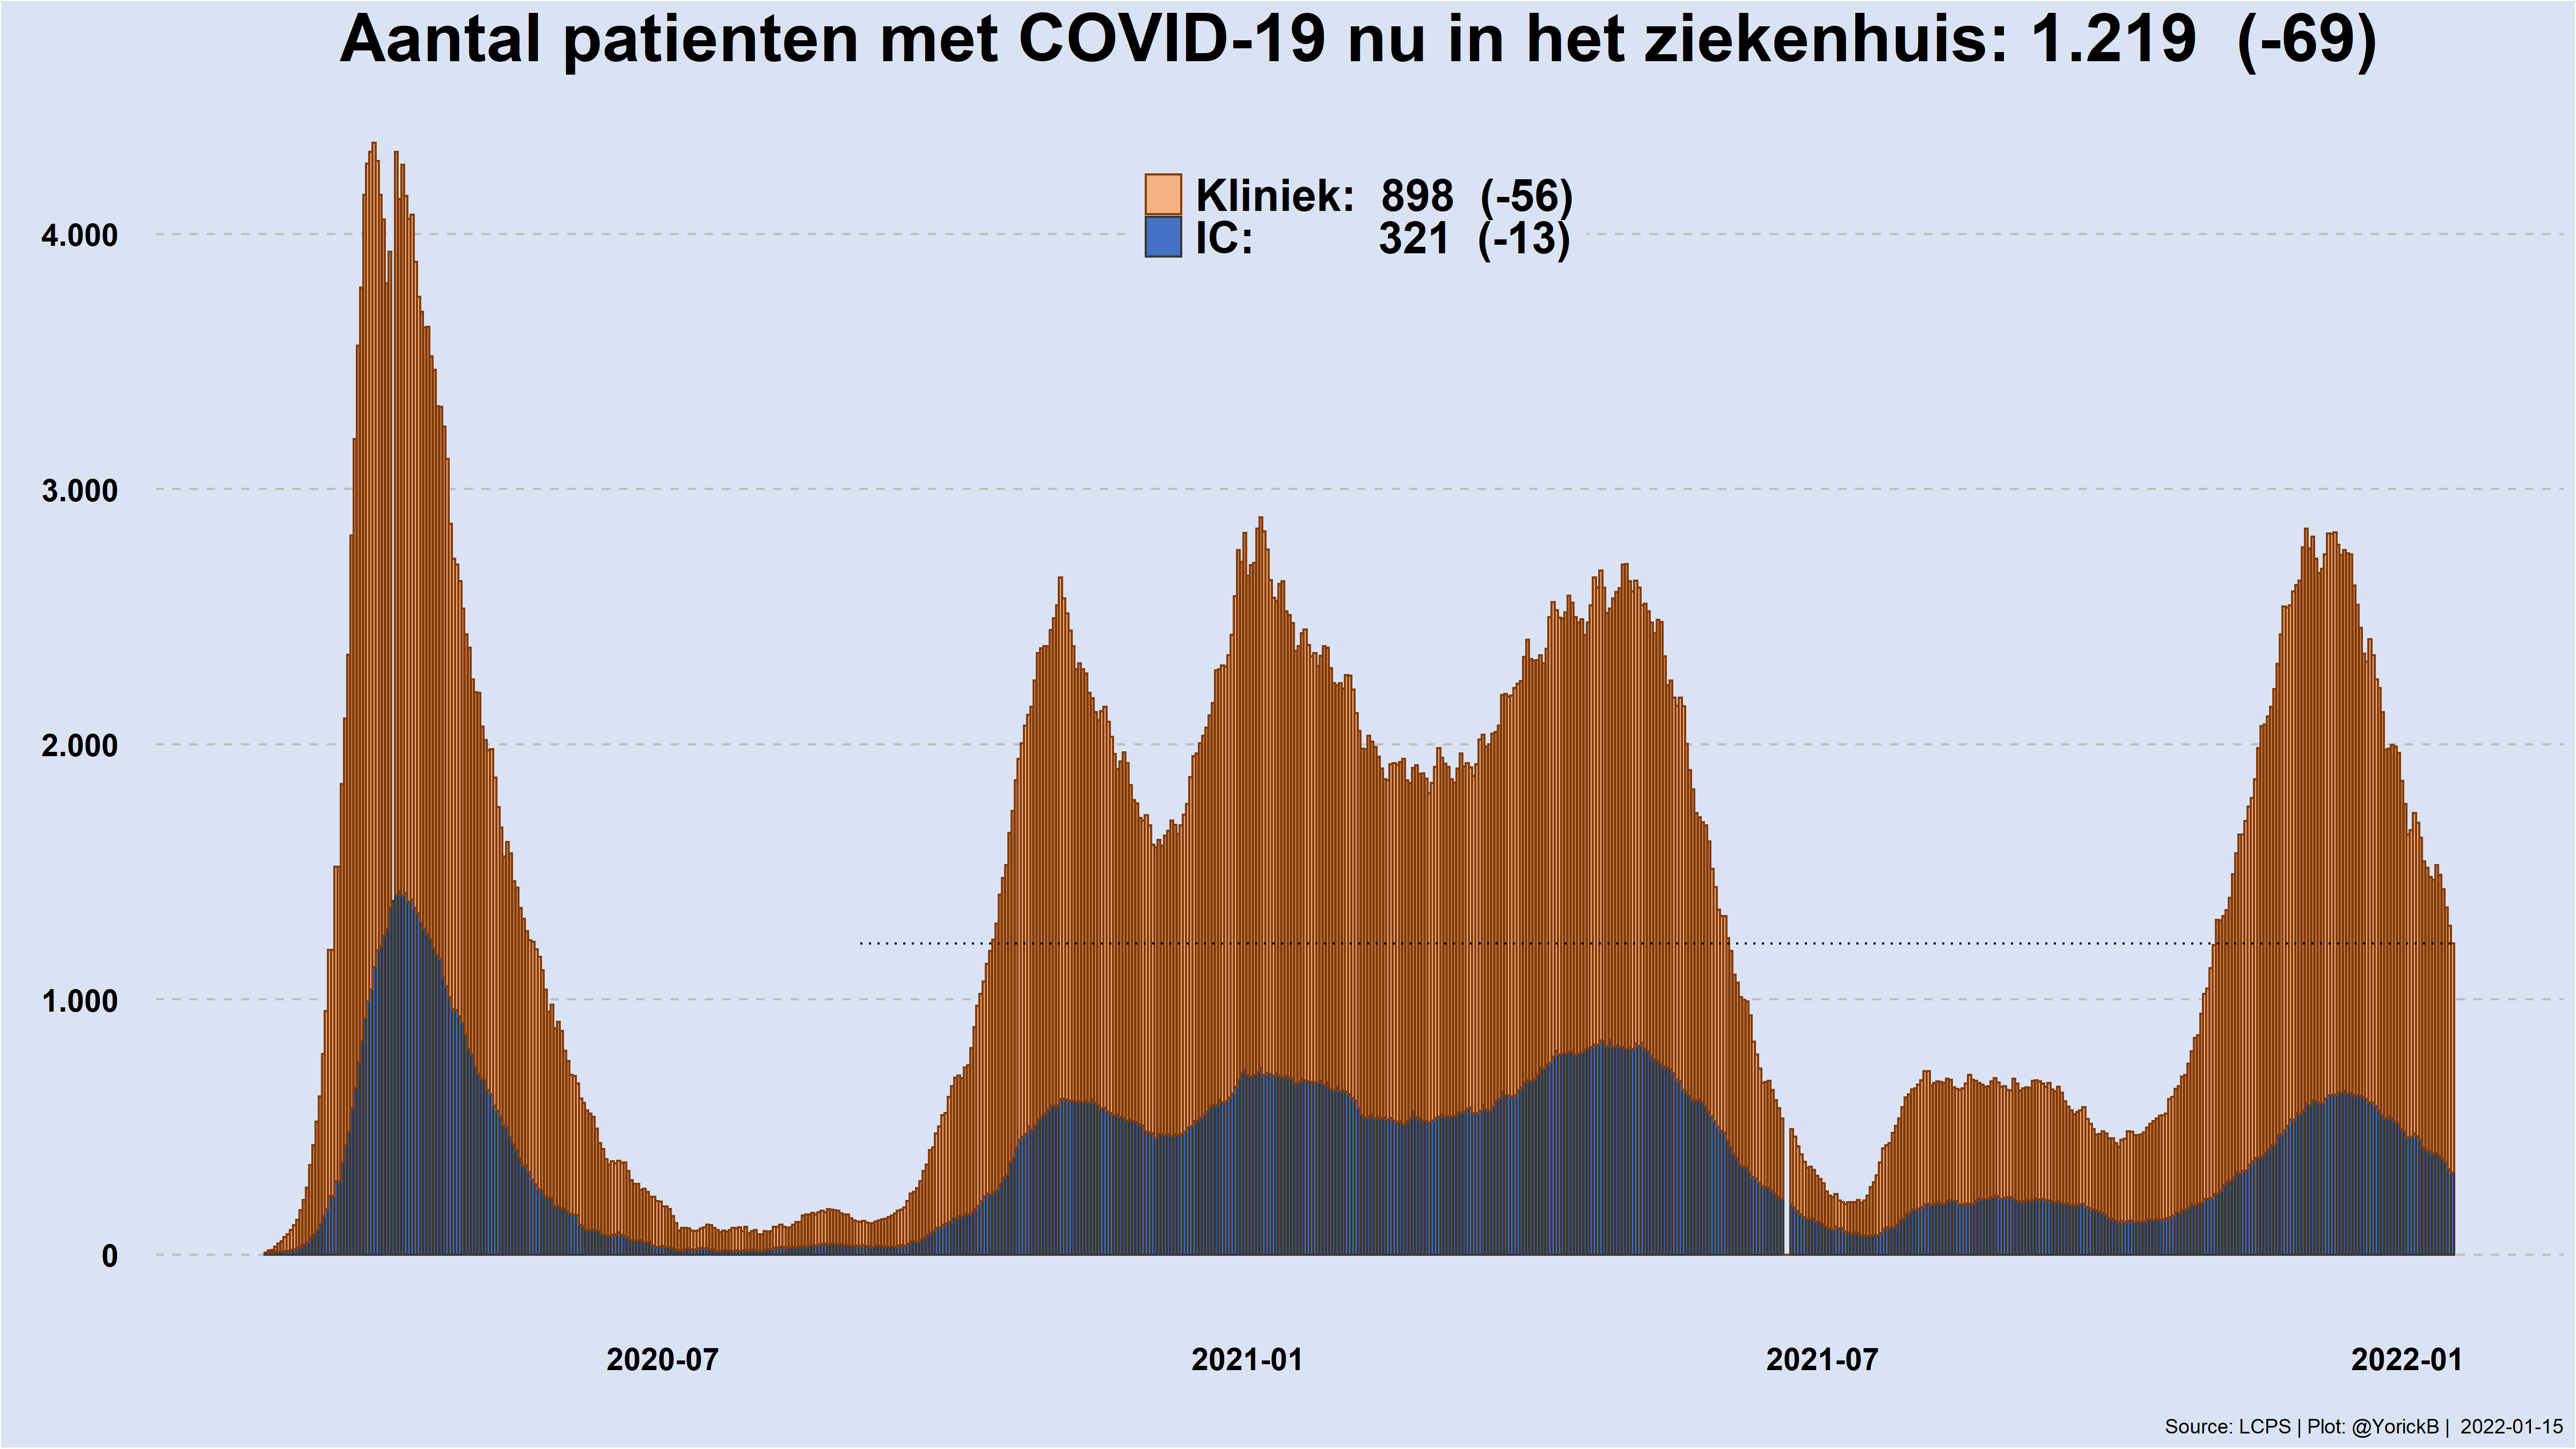 Aantal patienten met COVID-19 nu in het ziekenhuis: 1.219 (-69)
Kliniek: 898 (-56)
IC: 321 (-13)
4.000
3.000
2.000
1.000
0
2020-07 2021-01 2021-07 2022-01
Source: LCPS | Plot: @YorickB | 2022-01-15